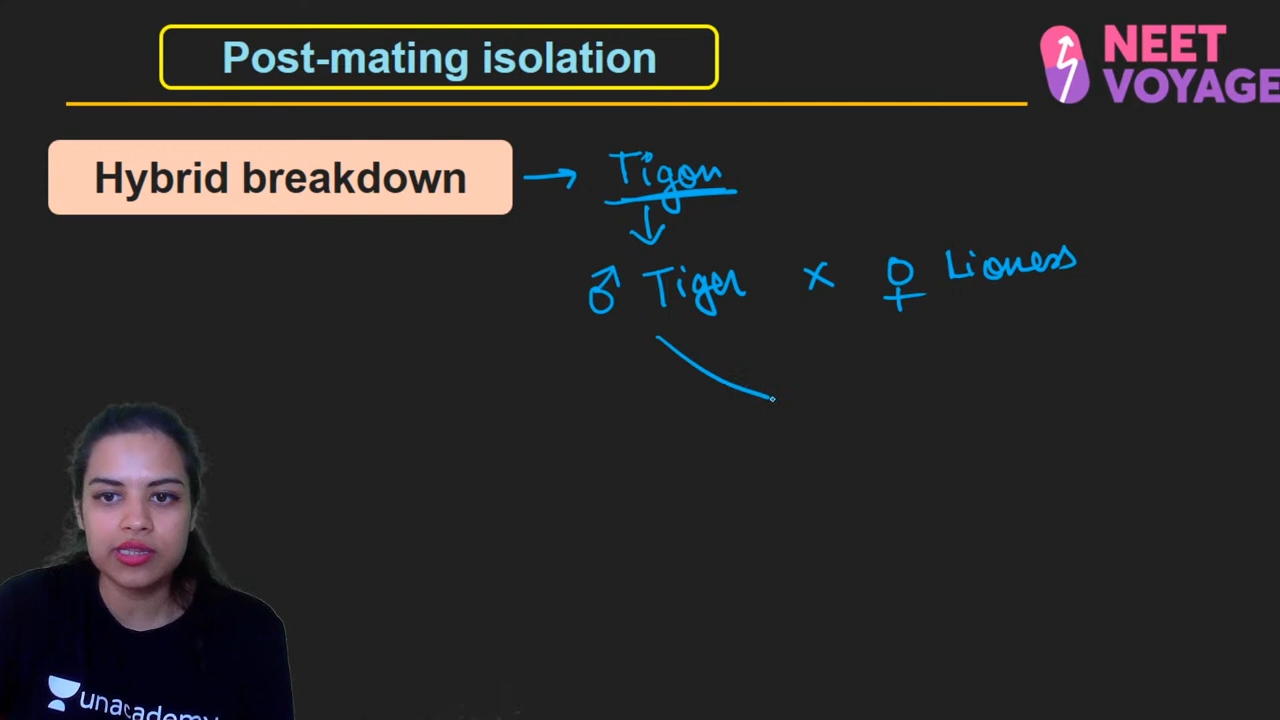 Post-mating isolation
NEET
VOYAGE
Hybrid breakdown → Tigon
↓
♂ Tiger × ♀ Lioness
unacademy